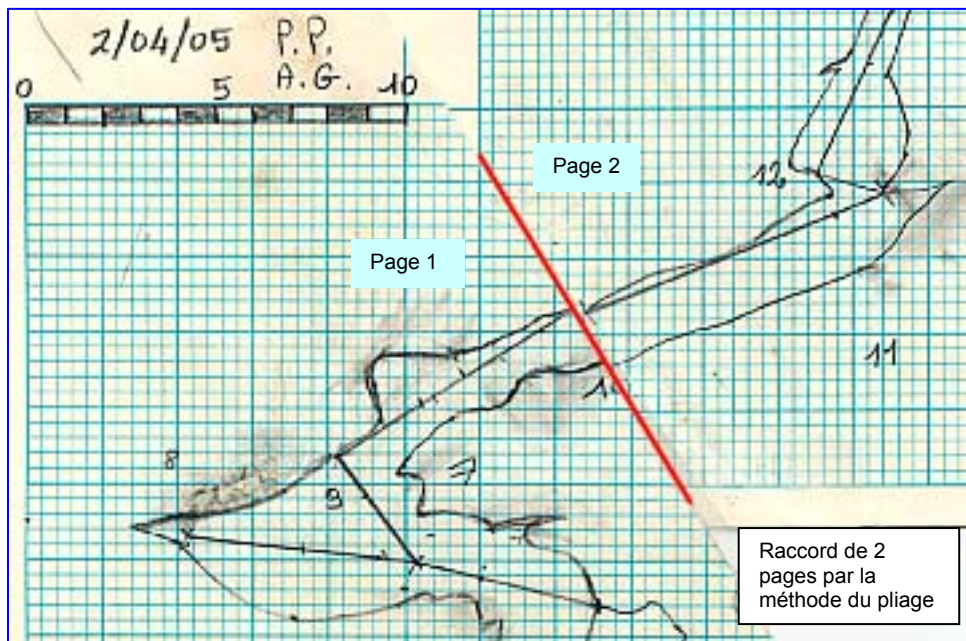 2/04/05 P.P.
A.G.
0 5 10
Page 2
12
Page 1
11
8
9
7
Raccord de 2
pages par la
méthode du pliage